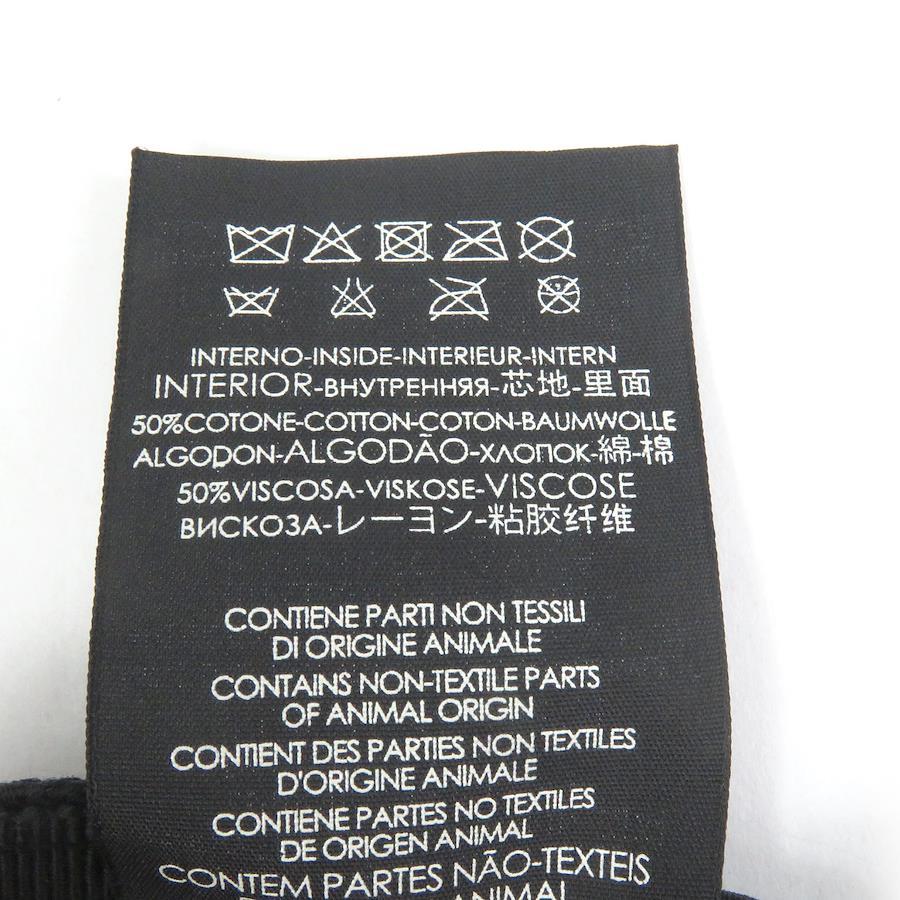 INTERNO-INSIDE-INTERIEUR-INTERN
INTERIOR-ВНУТРЕННЯЯ-芯地-里面
50%COTONE-COTTON-COTON-BAUMWOLLE
ALGODON-ALGODÃO-ХЛОПОК-綿-棉
50%VISCOSA-VISKOSE-VISCOSE
ВИСКОЗА-レーヨン-粘胶纤维
CONTIENE PARTI NON TESSILI
DI ORIGINE ANIMALE
CONTAINS NON-TEXTILE PARTS
OF ANIMAL ORIGIN
CONTIENT DES PARTIES NON TEXTILES
D'ORIGINE ANIMALE
CONTIENE PARTES NO TEXTILES
DE ORIGEN ANIMAL
CONTEM PARTES NÃO-TEXTEIS
ANIMAL